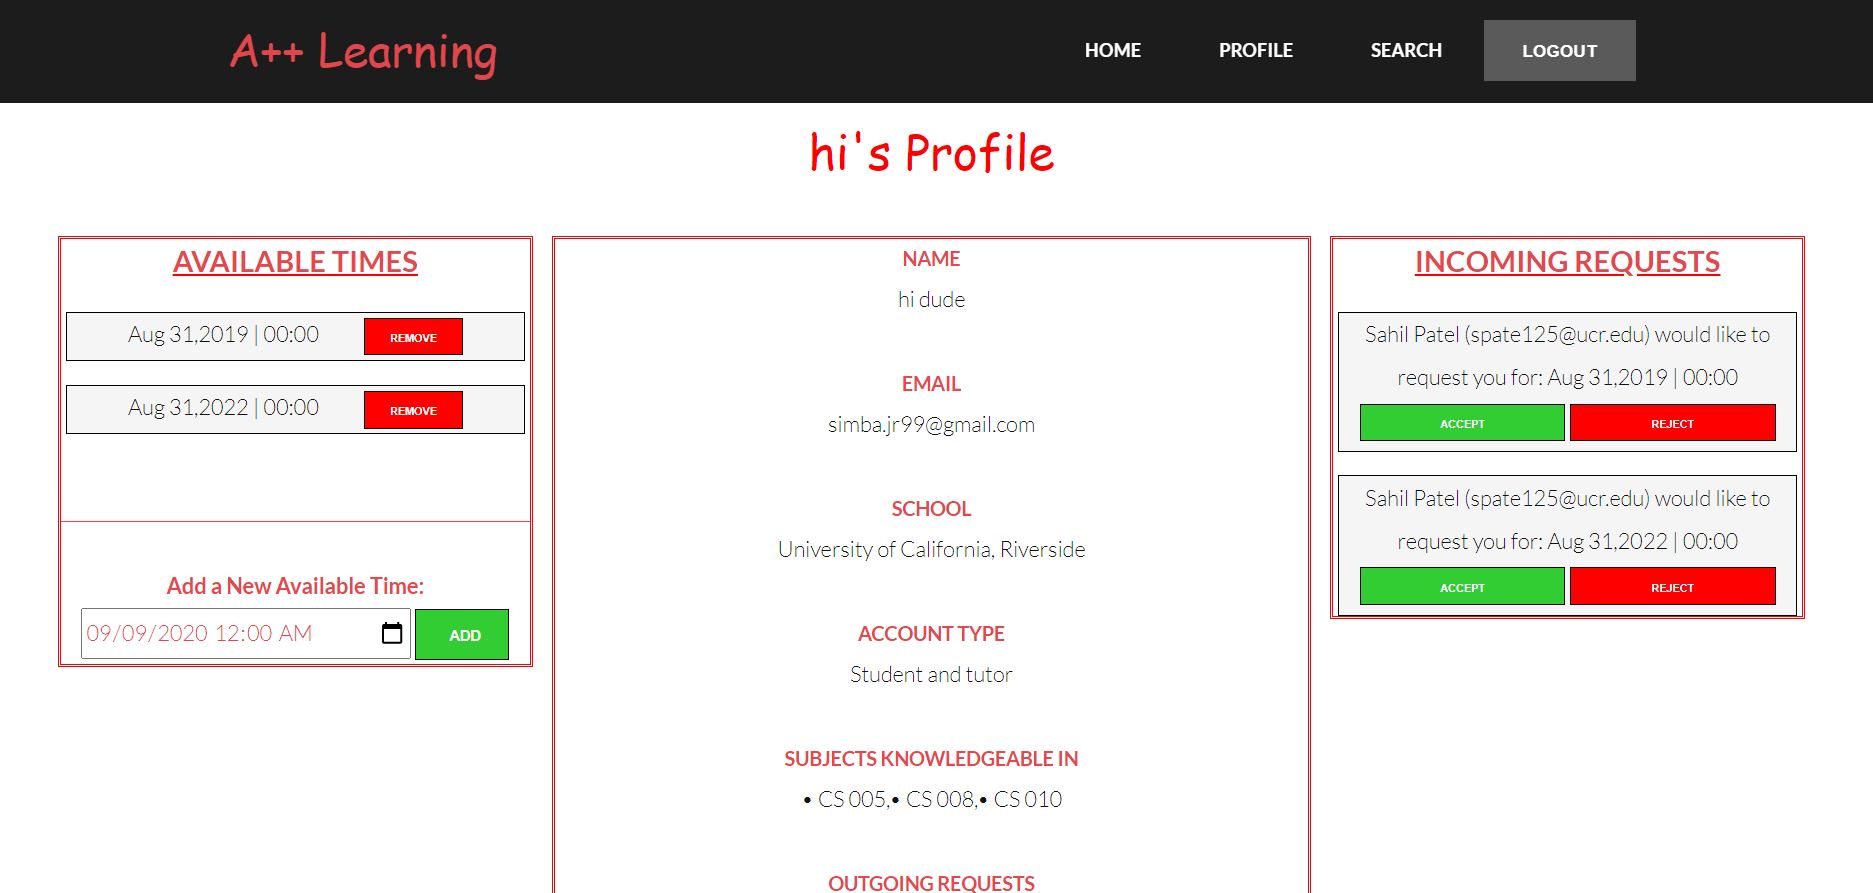 A++ Learning
HOME PROFILE SEARCH LOGOUT
hi's Profile
AVAILABLE TIMES
Aug 31,2019 | 00:00 REMOVE
Aug 31,2022 | 00:00 REMOVE
Add a New Available Time:
09/09/2020 12:00 AM ADD
NAME
hi dude
EMAIL
simba.jr99@gmail.com
SCHOOL
University of California, Riverside
ACCOUNT TYPE
Student and tutor
SUBJECTS KNOWLEDGEABLE IN
• CS 005,• CS 008,• CS 010
OUTGOING REQUESTS
INCOMING REQUESTS
Sahil Patel (spate125@ucr.edu) would like to
request you for: Aug 31,2019 | 00:00
ACCEPT REJECT
Sahil Patel (spate125@ucr.edu) would like to
request you for: Aug 31,2022 | 00:00
ACCEPT REJECT